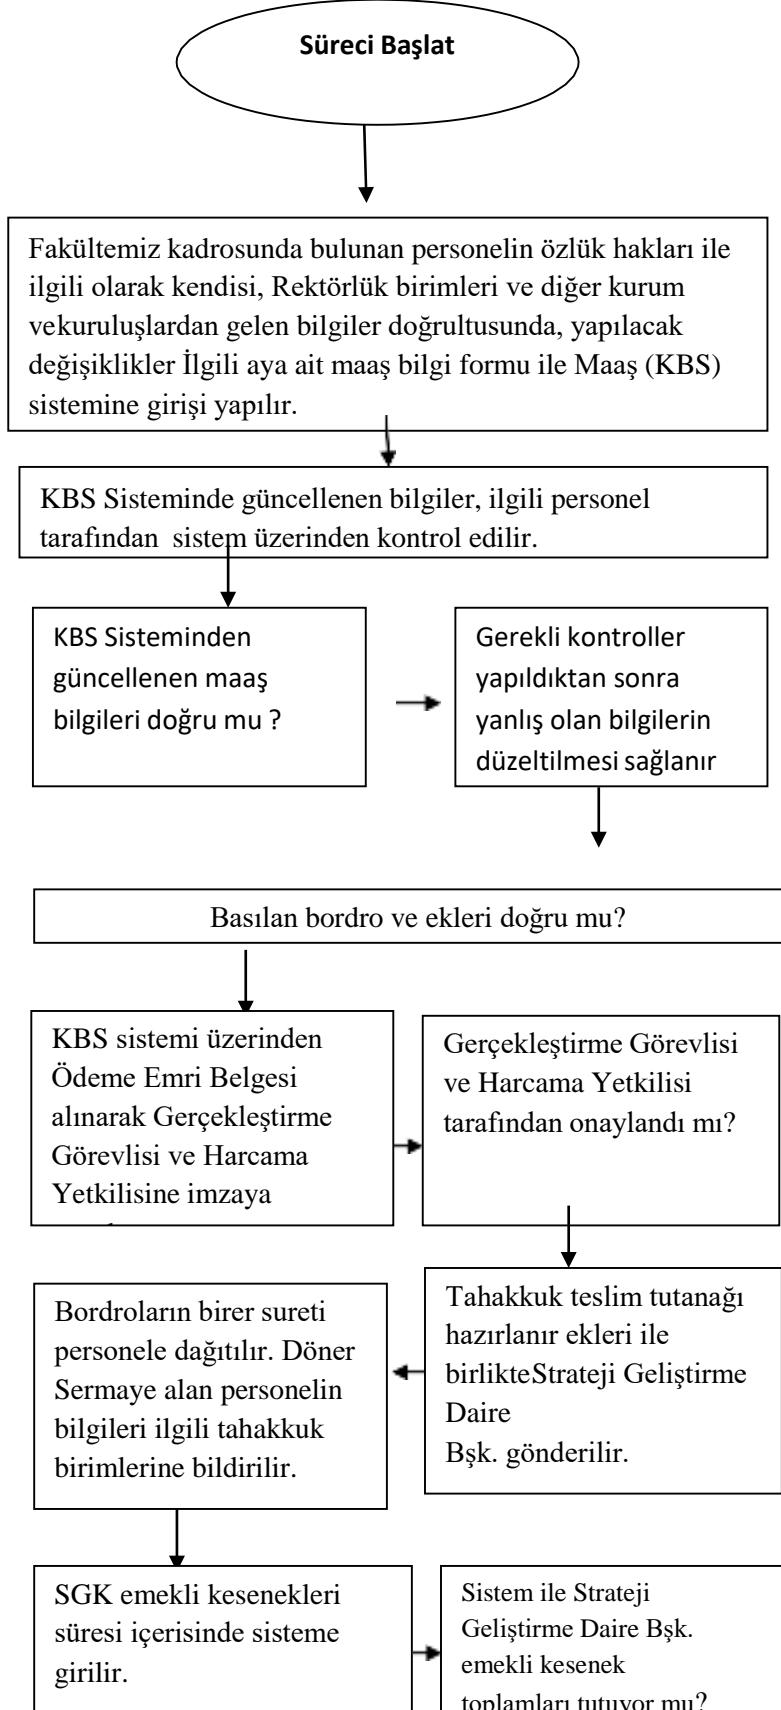 Süreci Başlat
Fakültemiz kadrosunda bulunan personelin özlük hakları ile
ilgili olarak kendisi, Rektörlük birimleri ve diğer kurum
vekuruluşlardan gelen bilgiler doğrultusunda, yapılacak
değişiklikler İlgili aya ait maaş bilgi formu ile Maaş (KBS)
sistemine girişi yapılır.
KBS Sisteminde güncellenen bilgiler, ilgili personel
tarafından sistem üzerinden kontrol edilir.
KBS Sisteminden
güncellenen maaş
bilgileri doğru mu ?
Gerekli kontroller
yapıldıktan sonra
yanlış olan bilgilerin
düzeltilmesi sağlanır
Basılan bordro ve ekleri doğru mu?
KBS sistemi üzerinden
Ödeme Emri Belgesi
alınarak Gerçekleştirme
Görevlisi ve Harcama
Yetkilisine imzaya
Gerçekleştirme Görevlisi
ve Harcama Yetkilisi
tarafından onaylandı mı?
Bordroların birer sureti
personele dağıtılır. Döner
Sermaye alan personelin
bilgileri ilgili tahakkuk
birimlerine bildirilir.
Tahakkuk teslim tutanağı
hazırlanır ekleri ile
birlikteStrateji Geliştirme
Daire
Bşk. gönderilir.
SGK emekli kesenekleri
süresi içerisinde sisteme
girilir.
Sistem ile Strateji
Geliştirme Daire Bşk.
emekli kesenek
toplamları tutuyor mu?